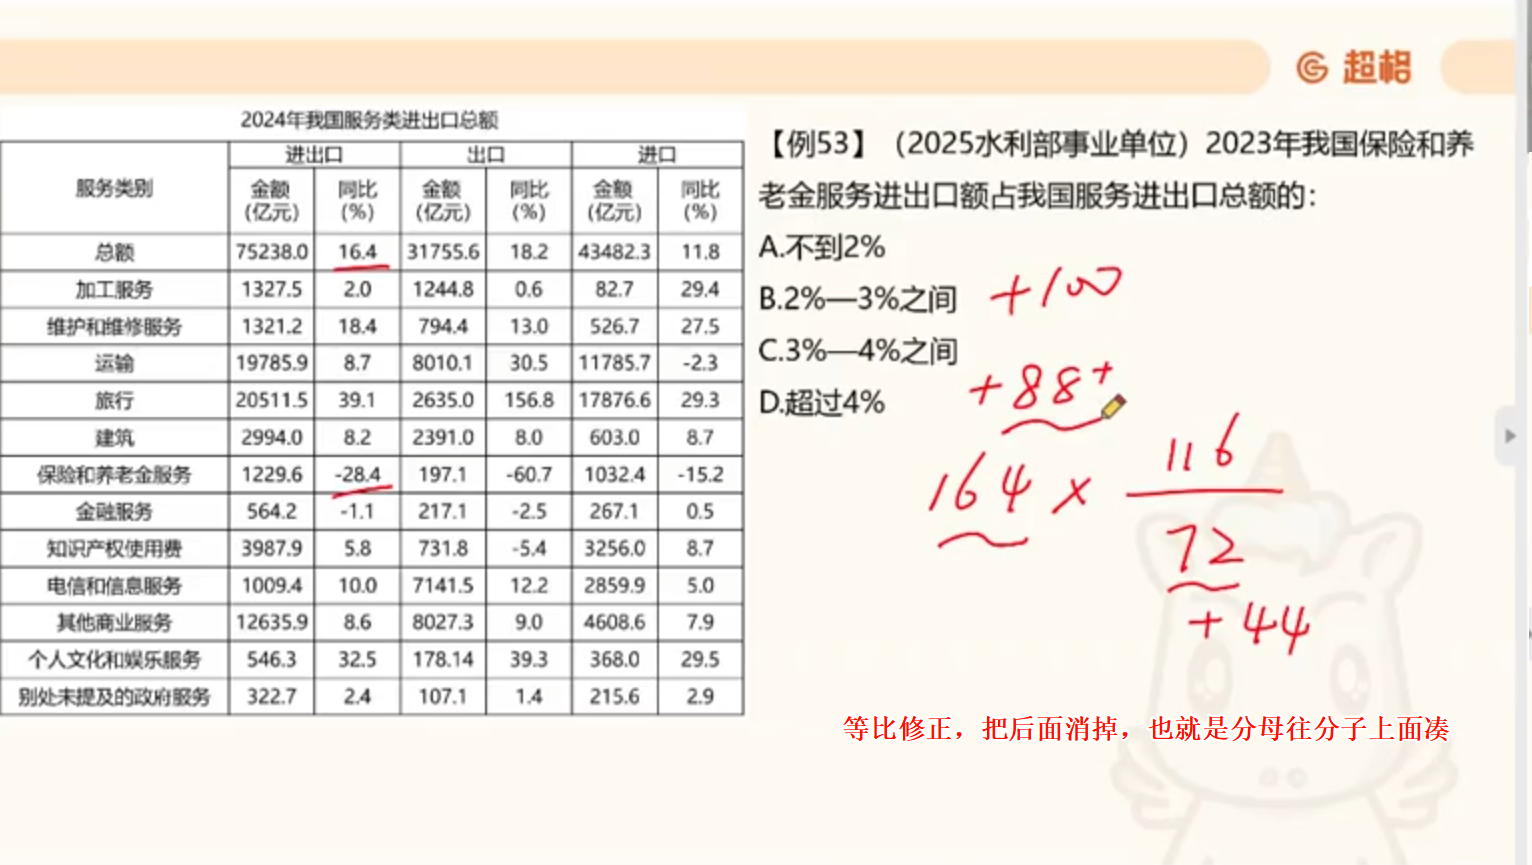 超格
2024年我国服务类进出口总额
服务类别 进出口 出口 进口
金额(亿元) 同比(%) 金额(亿元) 同比(%) 金额(亿元) 同比(%)
总额 75238.0 16.4 31755.6 18.2 43482.3 11.8
加工服务 1327.5 2.0 1244.8 0.6 82.7 29.4
维护和维修服务 1321.2 18.4 794.4 13.0 526.7 27.5
运输 19785.9 8.7 8010.1 30.5 11785.7 -2.3
旅行 20511.5 39.1 2635.0 156.8 17876.6 29.3
建筑 2994.0 8.2 2391.0 8.0 603.0 8.7
保险和养老金服务 1229.6 -28.4 197.1 -60.7 1032.4 -15.2
金融服务 564.2 -1.1 217.1 -2.5 267.1 0.5
知识产权使用费 3987.9 5.8 731.8 -5.4 3256.0 8.7
电信和信息服务 1009.4 10.0 7141.5 12.2 2859.9 5.0
其他商业服务 12635.9 8.6 8027.3 9.0 4608.6 7.9
个人文化和娱乐服务 546.3 32.5 178.14 39.3 368.0 29.5
别处未提及的政府服务 322.7 2.4 107.1 1.4 215.6 2.9
【例53】（2025水利部事业单位）2023年我国保险和养
老金服务进出口额占我国服务进出口总额的：
A.不到2%
B.2%—3%之间
C.3%—4%之间
D.超过4%
+100
+88+
164 × 116
72
+44
等比修正，把后面消掉，也就是分母往分子上面凑